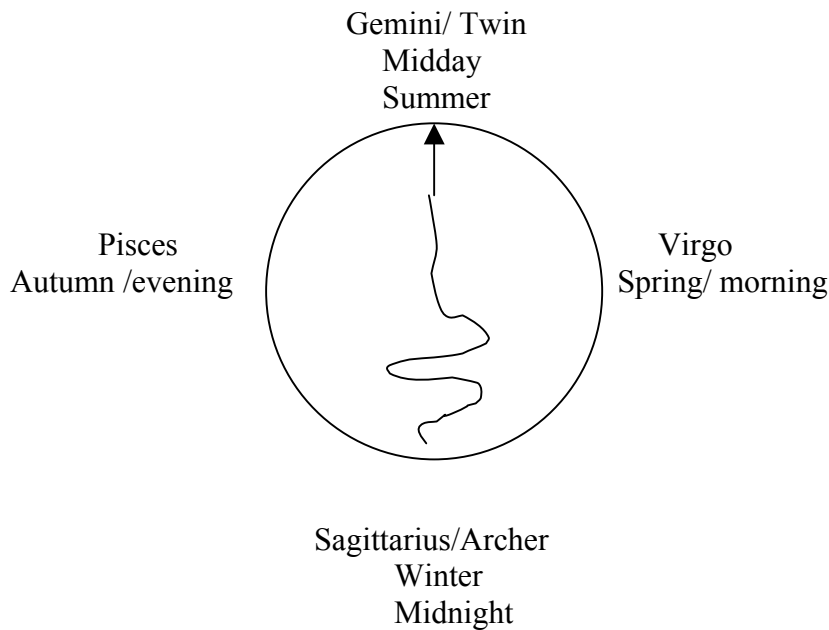 Gemini/ Twin
Midday
Summer
Pisces
Autumn /evening
Virgo
Spring/ morning
Sagittarius/Archer
Winter
Midnight